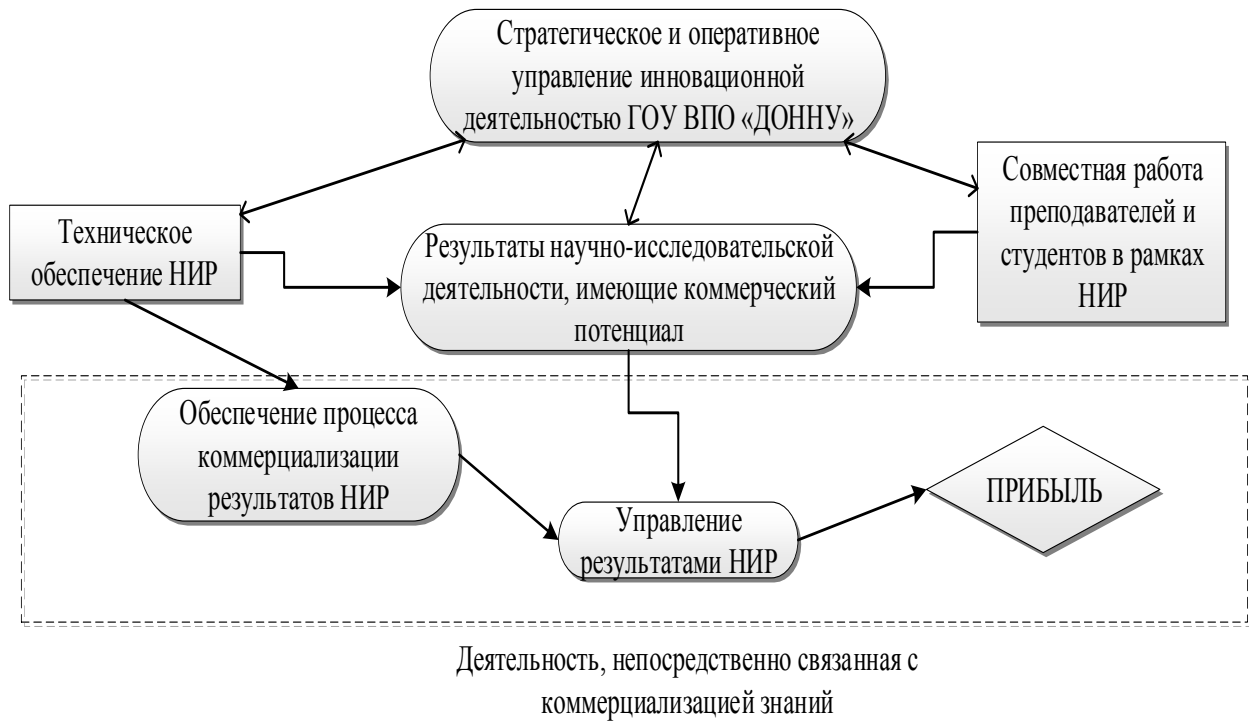 Стратегическое и оперативное
управление инновационной
деятельностью ГОУ ВПО «ДОННУ»
Техническое
обеспечение НИР
Результаты научно-исследовательской
деятельности, имеющие коммерческий
потенциал
Совместная работа
преподавателей и
студентов в рамках
НИР
Обеспечение процесса
коммерциализации
результатов НИР
Управление
результатами НИР
ПРИБЫЛЬ
Деятельность, непосредственно связанная с
коммерциализацией знаний